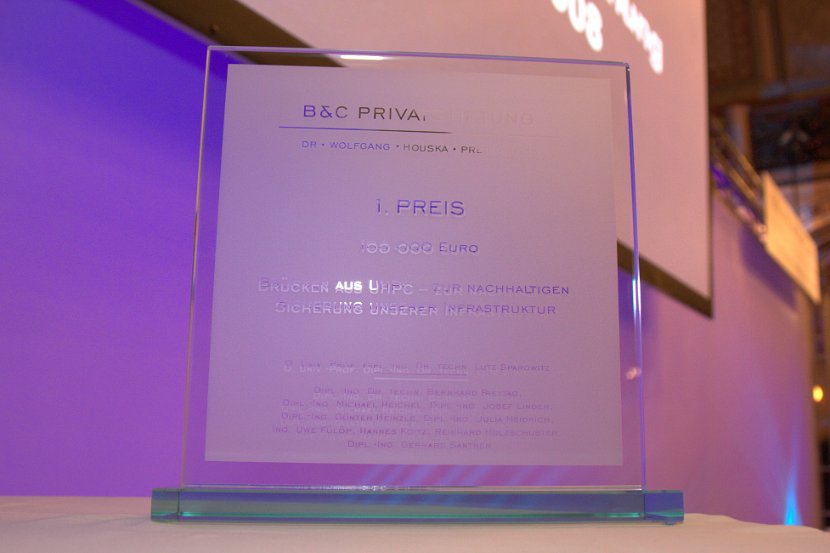 B&C PRIVATSTIFTUNG
DR • WOLFGANG • HOUSKA • PRE
1. PREIS
100 000 EURO
BRÜCKEN AUS UHPC – ZUR NACHHALTIGEN
SICHERUNG UNSERER INFRASTRUKTUR
O. UNIV.-PROF. DIPL.-ING. DR. TECHN. LUTZ SPAROWITZ
DIPL.-ING. DR. TECHN. BERNHARD FREYTAG,
DIPL.-ING. MICHAEL REICHEL, DIPL.-ING. JOSEF LINDER,
DIPL.-ING. GÜNTER HEINZLE, DIPL.-ING. JULIA HEIDRICH,
ING. UWE FÜLÖP, HANNES KOITZ, REINHARD HOLZSCHUSTER,
DIPL.-ING. GERHARD SANTNER